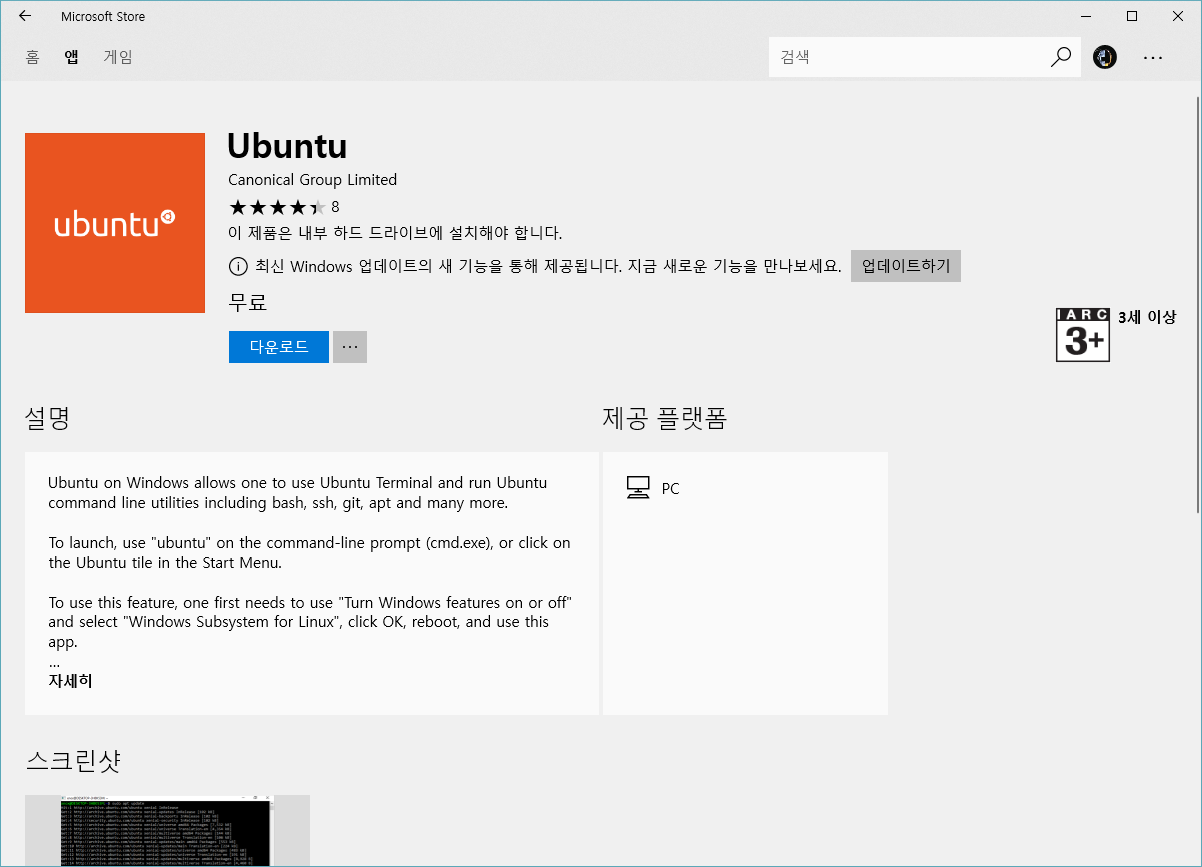 Microsoft Store
홈 앱 게임
검색
ubuntu
Ubuntu
Canonical Group Limited
8
이 제품은 내부 하드 드라이브에 설치해야 합니다.
최신 Windows 업데이트의 새 기능을 통해 제공됩니다. 지금 새로운 기능을 만나보세요. 업데이트하기
무료
IARC
3+
3세 이상
다운로드 ...
설명
Ubuntu on Windows allows one to use Ubuntu Terminal and run Ubuntu
command line utilities including bash, ssh, git, apt and many more.
To launch, use "ubuntu" on the command-line prompt (cmd.exe), or click on
the Ubuntu tile in the Start Menu.
To use this feature, one first needs to use "Turn Windows features on or off"
and select "Windows Subsystem for Linux", click OK, reboot, and use this
app.
...
자세히
제공 플랫폼
PC
스크린샷